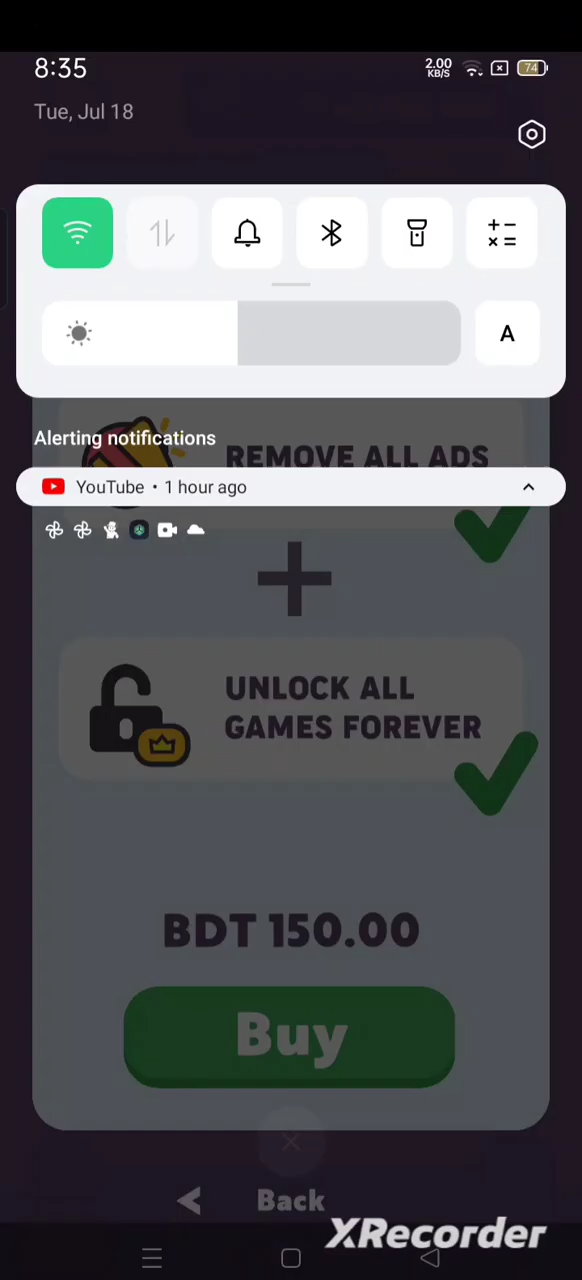 8:35
2.00
KB/S
74
Tue, Jul 18
A
Alerting notifications
REMOVE ALL ADS
YouTube • 1 hour ago
UNLOCK ALL
GAMES FOREVER
BDT 150.00
Buy
Back
XRecorder